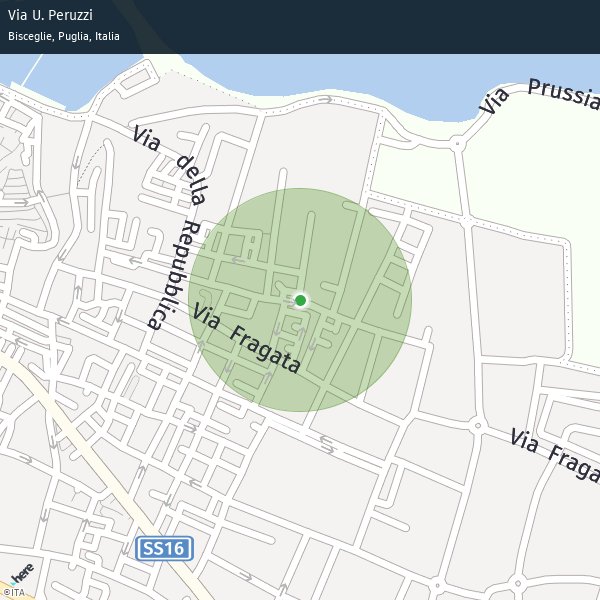 Via U. Peruzzi
Bisceglie, Puglia, Italia
Via Prussia
Via della Repubblica
Via Fragata
Via Fraga
SS16
here
©ITA